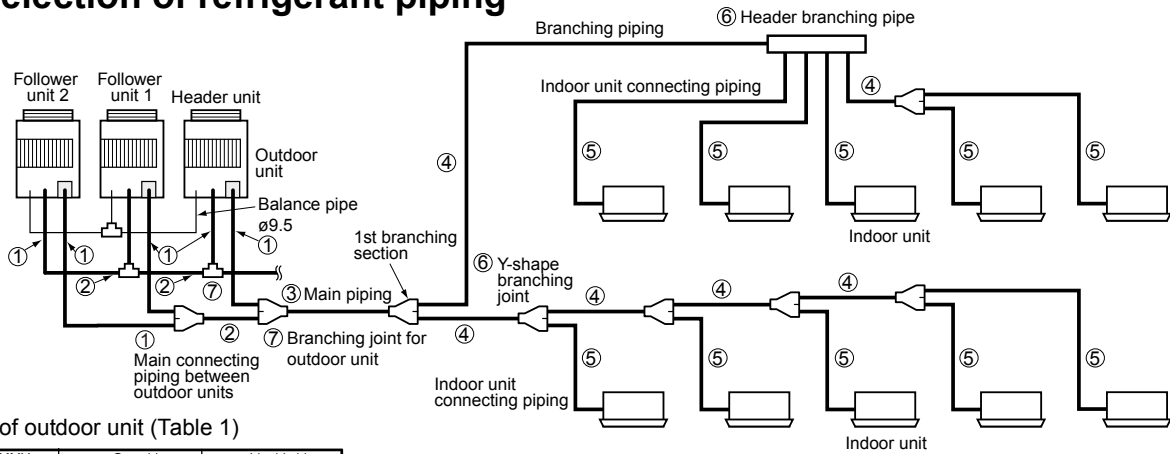 election of refrigerant piping
⑥ Header branching pipe
Branching piping
Follower
unit 2
Follower
unit 1
Header unit
Indoor unit connecting piping
④
Outdoor
unit
④
⑤
⑤
⑤
⑤
⑤
Balance pipe
ø9.5
①
①
①
①
1st branching
section
Indoor unit
②
②
⑦
⑥ Y-shape
branching
joint
③ Main piping
④
④
④
④
①
②
⑦ Branching joint for
outdoor unit
Main connecting
piping between
outdoor units
⑤
⑤
⑤
⑤
⑤
Indoor unit
connecting piping
Indoor unit
of outdoor unit (Table 1)